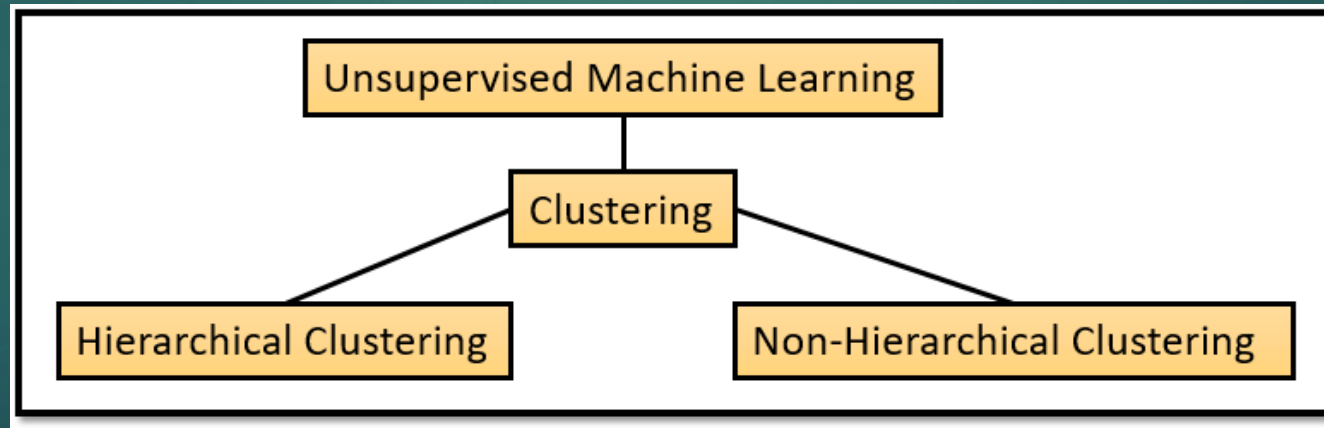 Unsupervised Machine Learning
Clustering
Hierarchical Clustering
Non-Hierarchical Clustering